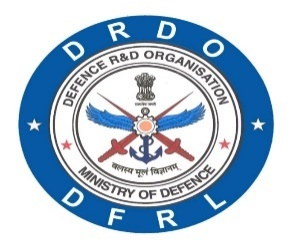 DRDO
DEFENCE R&D ORGANISATION
बलस्य मूलं विज्ञानम्
MINISTRY OF DEFENCE
DFRL